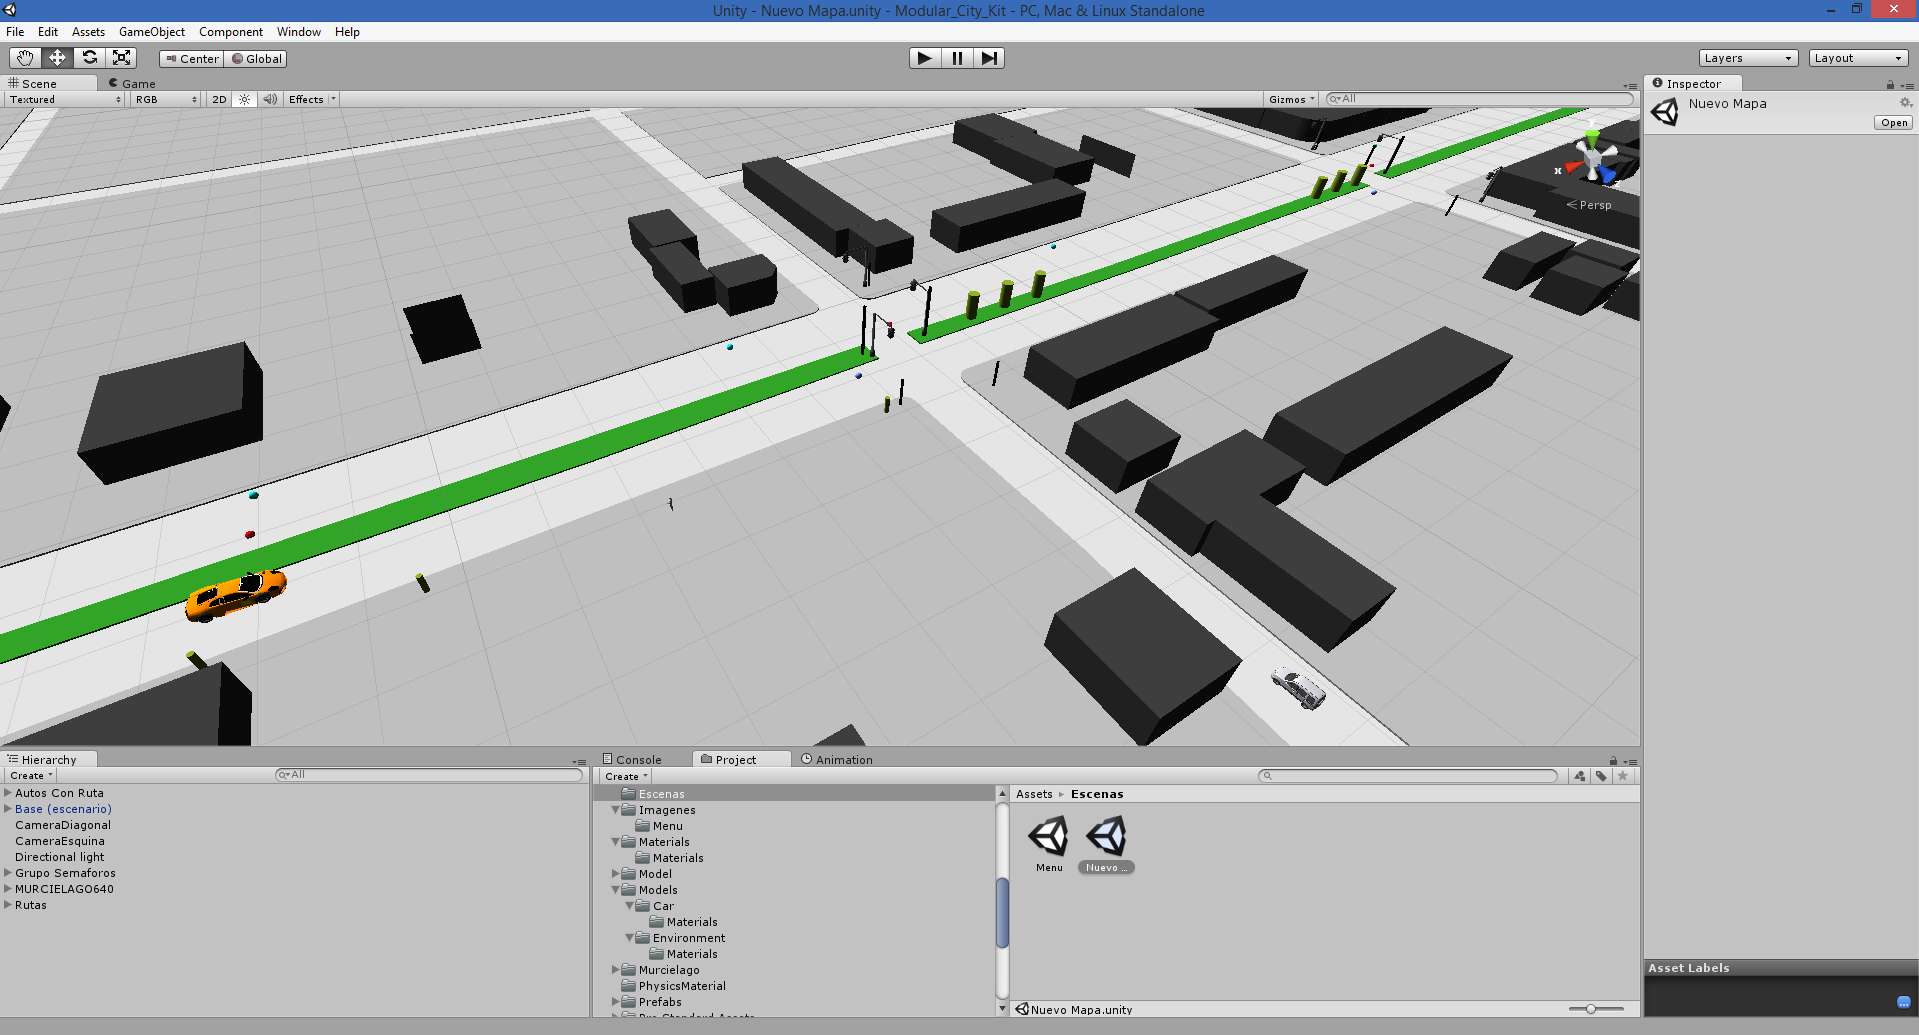 Unity - Nuevo Mapa.unity - Modular_City_Kit - PC, Mac & Linux Standalone
File Edit Assets GameObject Component Window Help
Center Global Layers Layout
Scene Game
Textured RGB 2D Effects Gizmos All
y
x
Persp
Inspector
Nuevo Mapa
Open
Hierarchy
Create All
Autos Con Ruta
Base (escenario)
CameraDiagonal
CameraEsquina
Directional light
Grupo Semaforos
MURCIELAGO640
Rutas
Console Project Animation
Create
Escenas
Imagenes
Menu
Materials
Materials
Model
Models
Car
Materials
Environment
Materials
Murcielago
PhysicsMaterial
Prefabs
Pro Standard Assets
Assets Escenas
Menu Nuevo ...
Nuevo Mapa.unity
Asset Labels